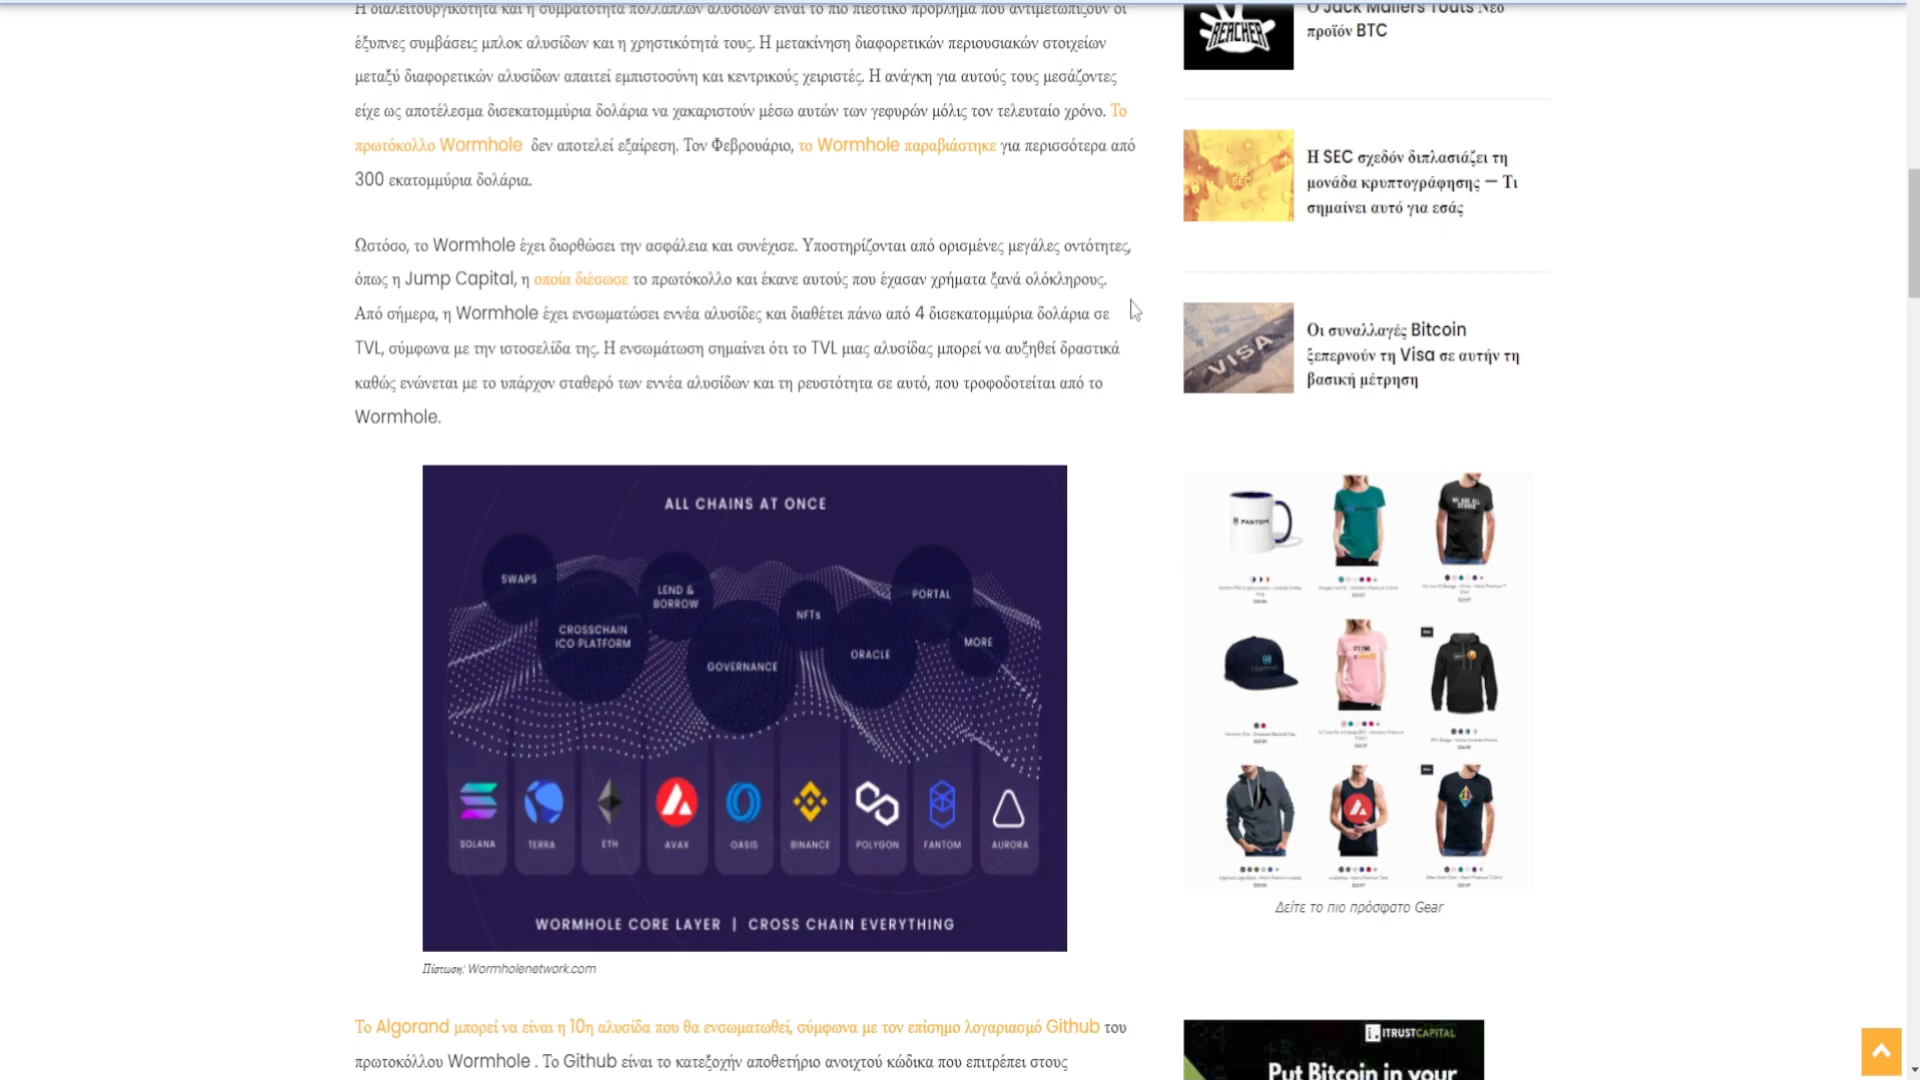 Η διαλειτουργικότητα και η συμβατότητα πολλαπλών αλυσίδων είναι το πιο πιεστικό πρόβλημα που αντιμετωπίζουν οι
έξυπνες συμβάσεις μπλοκ αλυσίδων και η χρηστικότητά τους. Η μετακίνηση διαφορετικών περιουσιακών στοιχείων
μεταξύ διαφορετικών αλυσίδων απαιτεί εμπιστοσύνη και κεντρικούς χειριστές. Η ανάγκη για αυτούς τους μεσάζοντες
είχε ως αποτέλεσμα δισεκατομμύρια δολάρια να χακαριστούν μέσω αυτών των γεφυρών μόλις τον τελευταίο χρόνο. Το
πρωτόκολλο Wormhole δεν αποτελεί εξαίρεση. Τον Φεβρουάριο, το Wormhole παραβιάστηκε για περισσότερα από
300 εκατομμύρια δολάρια.
Ωστόσο, το Wormhole έχει διορθώσει την ασφάλεια και συνέχισε. Υποστηρίζονται από ορισμένες μεγάλες οντότητες,
όπως η Jump Capital, η οποία διέσωσε το πρωτόκολλο και έκανε αυτούς που έχασαν χρήματα ξανά ολόκληρους.
Από σήμερα, η Wormhole έχει ενσωματώσει εννέα αλυσίδες και διαθέτει πάνω από 4 δισεκατομμύρια δολάρια σε
TVL, σύμφωνα με την ιστοσελίδα της. Η ενσωμάτωση σημαίνει ότι το TVL μιας αλυσίδας μπορεί να αυξηθεί δραστικά
καθώς ενώνεται με το υπάρχον σταθερό των εννέα αλυσίδων και τη ρευστότητα σε αυτό, που τροφοδοτείται από το
Wormhole.
ALL CHAINS AT ONCE
SWAPS
CROSSCHAIN
ICO PLATFORM
LEND &
BORROW
GOVERNANCE
NFTs
ORACLE
PORTAL
MORE
SOLANA
TERRA
ETH
AVAX
OASIS
BINANCE
POLYGON
FANTOM
AURORA
WORMHOLE CORE LAYER | CROSS CHAIN EVERYTHING
Πίστωση: Wormholenetwork.com
Το Algorand μπορεί να είναι η 10η αλυσίδα που θα ενσωματωθεί, σύμφωνα με τον επίσημο λογαριασμό Github του
πρωτοκόλλου Wormhole . Το Github είναι το κατεξοχήν αποθετήριο ανοιχτού κώδικα που επιτρέπει στους
REACHER
Ο Jack Mallers Touts Νέο
προϊόν BTC
SEC
Η SEC σχεδόν διπλασιάζει τη
μονάδα κρυπτογράφησης — Τι
σημαίνει αυτό για εσάς
VISA
Οι συναλλαγές Bitcoin
ξεπερνούν τη Visa σε αυτήν τη
βασική μέτρηση
FANTOM
Δείτε το πιο πρόσφατο Gear
ITRUSTCAPITAL
Put Bitcoin in your